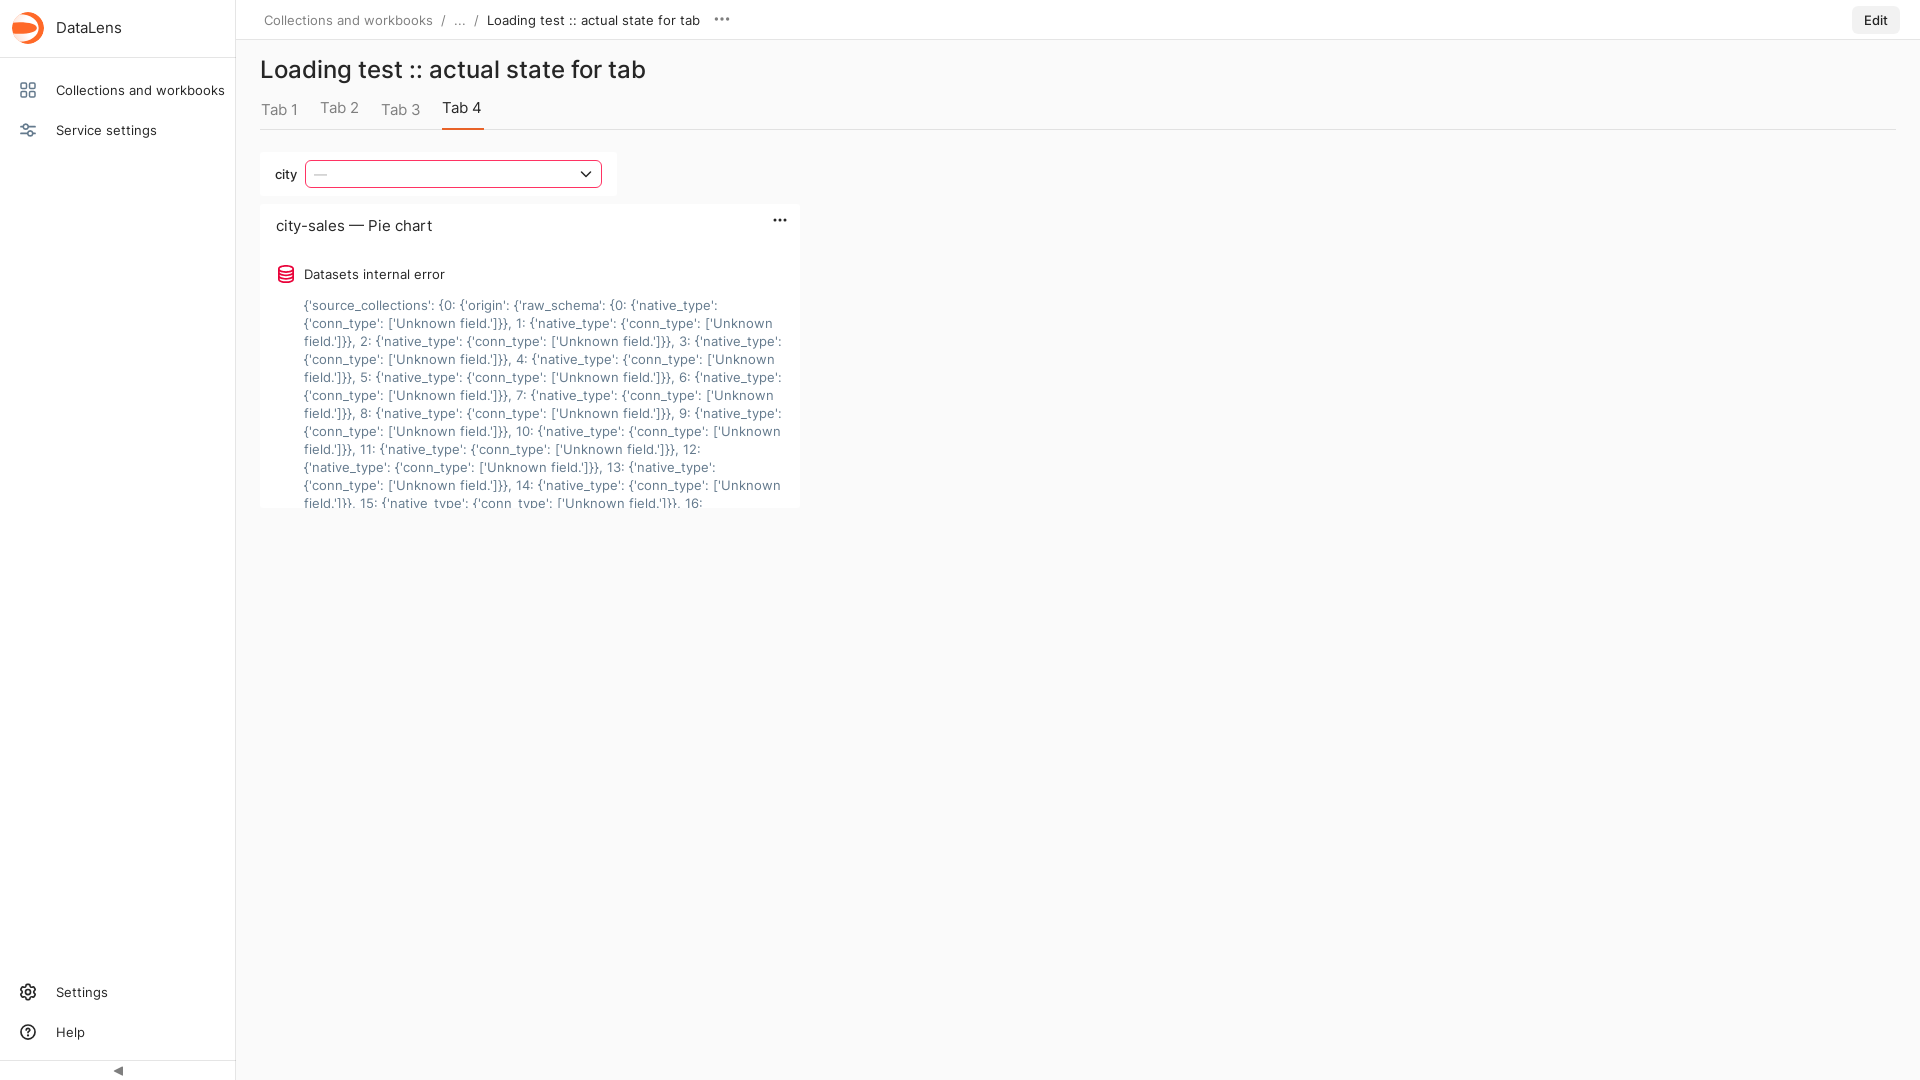 DataLens
Collections and workbooks / ... / Loading test :: actual state for tab
Edit
Collections and workbooks
Service settings
Loading test :: actual state for tab
Tab 1 Tab 2 Tab 3 Tab 4
city —
city-sales — Pie chart
Datasets internal error
{'source_collections': {0: {'origin': {'raw_schema': {0: {'native_type':
{'conn_type': ['Unknown field.']}}, 1: {'native_type': {'conn_type': ['Unknown
field.']}}, 2: {'native_type': {'conn_type': ['Unknown field.']}}, 3: {'native_type':
{'conn_type': ['Unknown field.']}}, 4: {'native_type': {'conn_type': ['Unknown
field.']}}, 5: {'native_type': {'conn_type': ['Unknown field.']}}, 6: {'native_type':
{'conn_type': ['Unknown field.']}}, 7: {'native_type': {'conn_type': ['Unknown
field.']}}, 8: {'native_type': {'conn_type': ['Unknown field.']}}, 9: {'native_type':
{'conn_type': ['Unknown field.']}}, 10: {'native_type': {'conn_type': ['Unknown
field.']}}, 11: {'native_type': {'conn_type': ['Unknown field.']}}, 12:
{'native_type': {'conn_type': ['Unknown field.']}}, 13: {'native_type':
{'conn_type': ['Unknown field.']}}, 14: {'native_type': {'conn_type': ['Unknown
field.']}}, 15: {'native_type': {'conn_type': ['Unknown field.']}}, 16:
Settings
Help